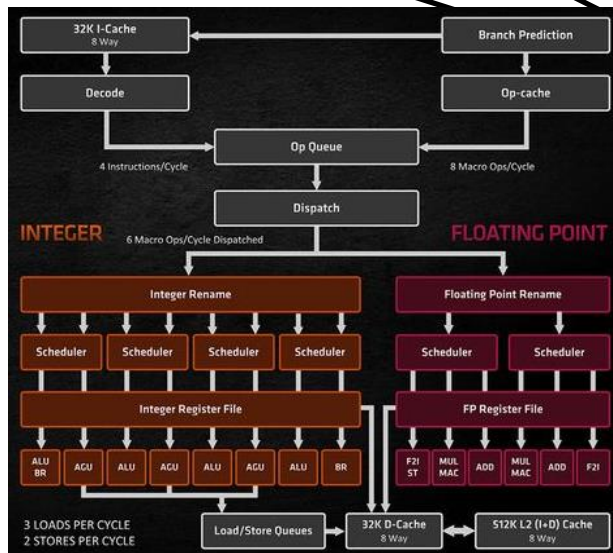 32K I-Cache
8 Way
Branch Prediction
Decode
Op-cache
Op Queue
4 Instructions/Cycle
8 Macro Ops/Cycle
Dispatch
INTEGER
6 Macro Ops/Cycle Dispatched
FLOATING POINT
Integer Rename
Floating Point Rename
Scheduler
Scheduler
Scheduler
Scheduler
Scheduler
Scheduler
Integer Register File
FP Register File
ALU
BR
AGU
ALU
AGU
ALU
AGU
ALU
BR
F2I
ST
MUL
MAC
ADD
MUL
MAC
ADD
F2I
3 LOADS PER CYCLE
2 STORES PER CYCLE
Load/Store Queues
32K D-Cache
8 Way
512K L2 (I+D) Cache
8 Way